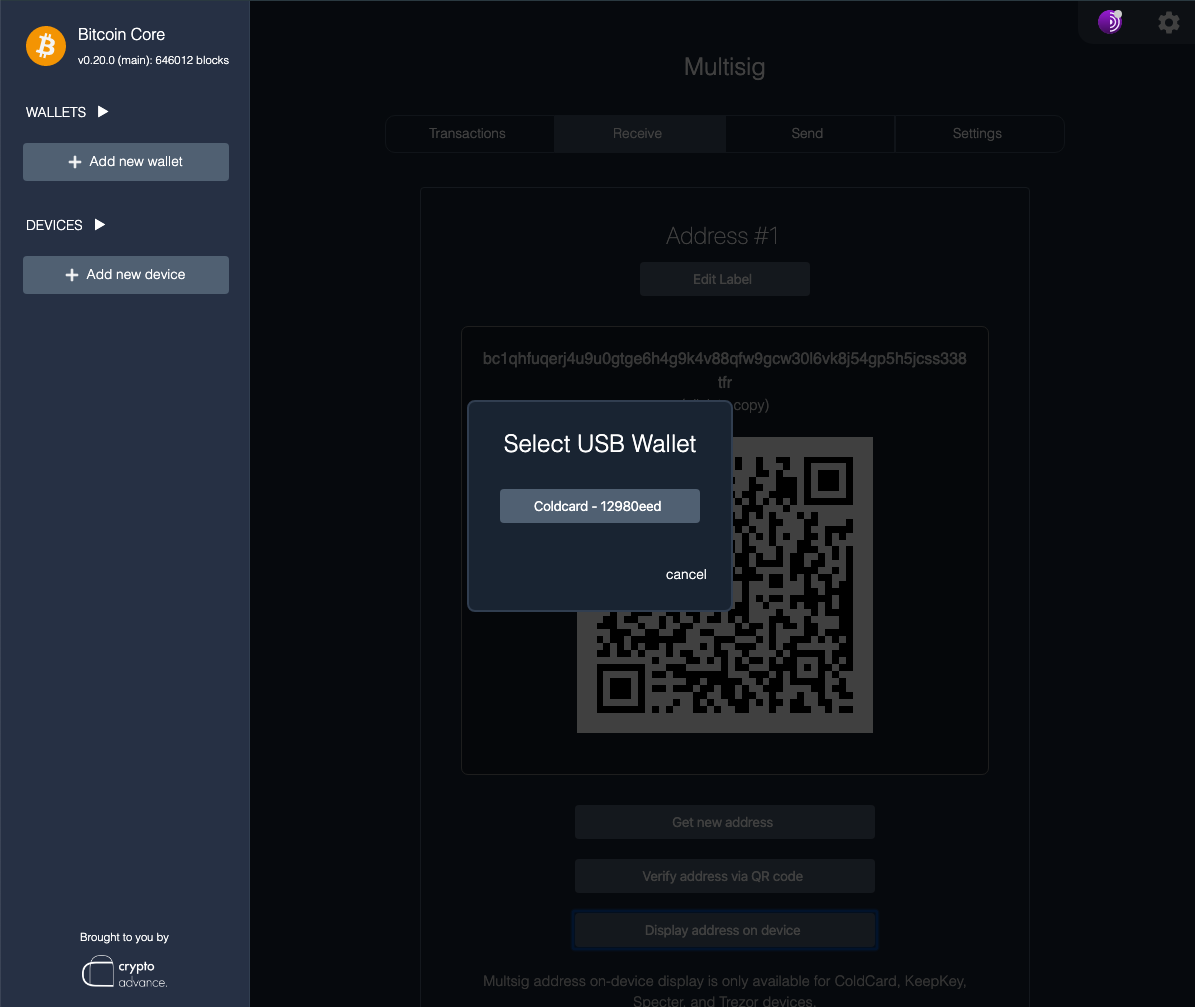 Bitcoin Core
v0.20.0 (main): 646012 blocks
WALLETS
Add new wallet
DEVICES
Add new device
Brought to you by
crypto
advance.
Multisig
Transactions
Receive
Send
Settings
Address #1
Edit Label
bc1qhfuqerj4u9u0gtge6h4g9k4v88qfw9gcw30l6vk8j54gp5h5jcss338
tfr
copy)
Select USB Wallet
Coldcard - 12980eed
cancel
Get new address
Verify address via QR code
Display address on device
Multsig address on-device display is only available for ColdCard, KeepKey,
Specter, and Trezor devices.